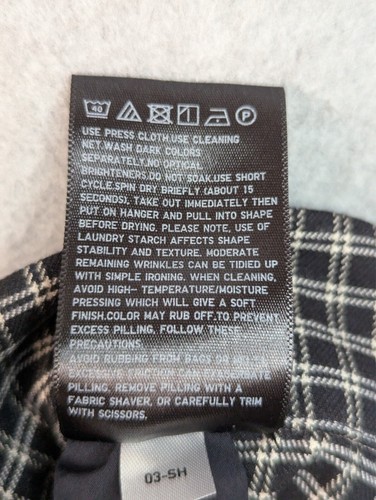 40 P
USE PRESS CLOTH.USE CLEANING
NET.WASH DARK COLORS
SEPARATELY.NO OPTICAL
BRIGHTENERS.DO NOT SOAK.USE SHORT
CYCLE.SPIN DRY BRIEFLY (ABOUT 15
SECONDS), TAKE OUT IMMEDIATELY THEN
PUT ON HANGER AND PULL INTO SHAPE
BEFORE DRYING. PLEASE NOTE, USE OF
LAUNDRY STARCH AFFECTS SHAPE
STABILITY AND TEXTURE. MODERATE
REMAINING WRINKLES CAN BE TIDIED UP
WITH SIMPLE IRONING. WHEN CLEANING,
AVOID HIGH- TEMPERATURE/MOISTURE
PRESSING WHICH WILL GIVE A SOFT
FINISH.COLOR MAY RUB OFF.TO PREVENT
EXCESS PILLING, FOLLOW THESE
PRECAUTIONS.
AVOID RUBBING FROM BAGS OR
EXCESSIVE FRICTION.
PILLING. REMOVE PILLING WITH A
FABRIC SHAVER, OR CAREFULLY TRIM
WITH SCISSORS.
03-5H